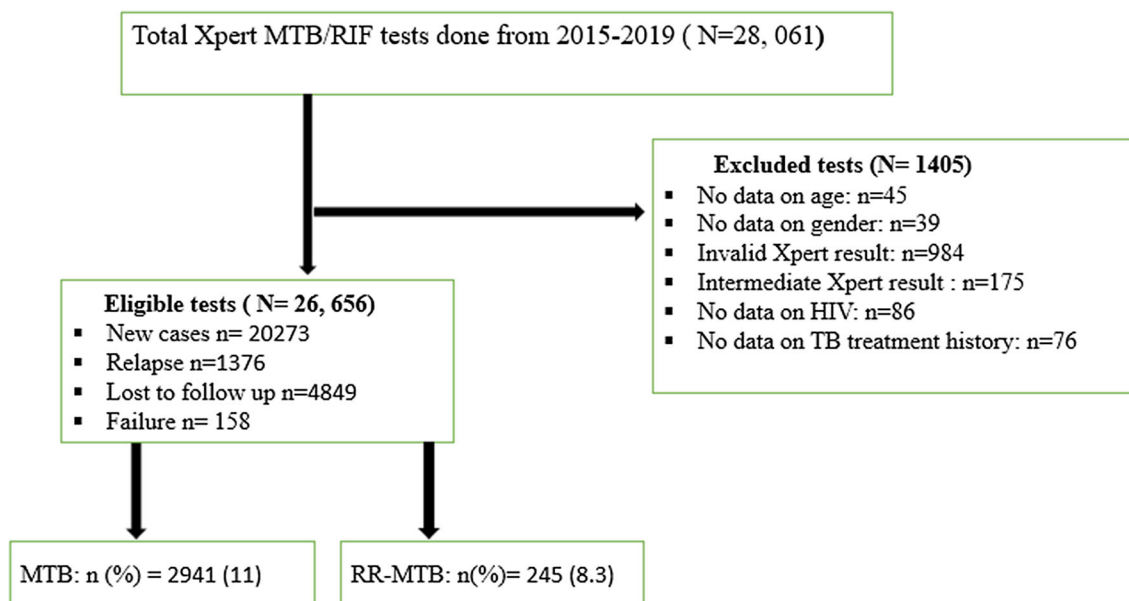 Total Xpert MTB/RIF tests done from 2015-2019 ( N=28, 061)
Excluded tests (N= 1405)
▪ No data on age: n=45
▪ No data on gender: n=39
▪ Invalid Xpert result: n=984
▪ Intermediate Xpert result : n=175
▪ No data on HIV: n=86
▪ No data on TB treatment history: n=76
Eligible tests ( N= 26, 656)
▪ New cases n= 20273
▪ Relapse n=1376
▪ Lost to follow up n=4849
▪ Failure n= 158
MTB: n (%) = 2941 (11)
RR-MTB: n(%)= 245 (8.3)